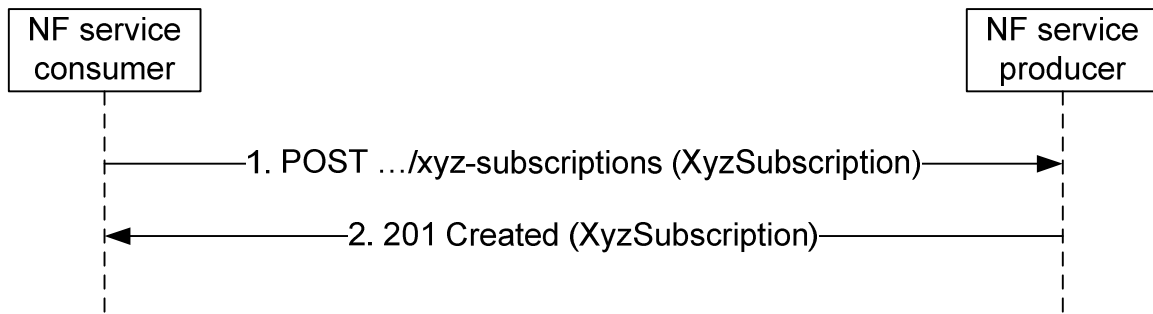 NF service
consumer
NF service
producer
1. POST …/xyz-subscriptions (XyzSubscription)
2. 201 Created (XyzSubscription)